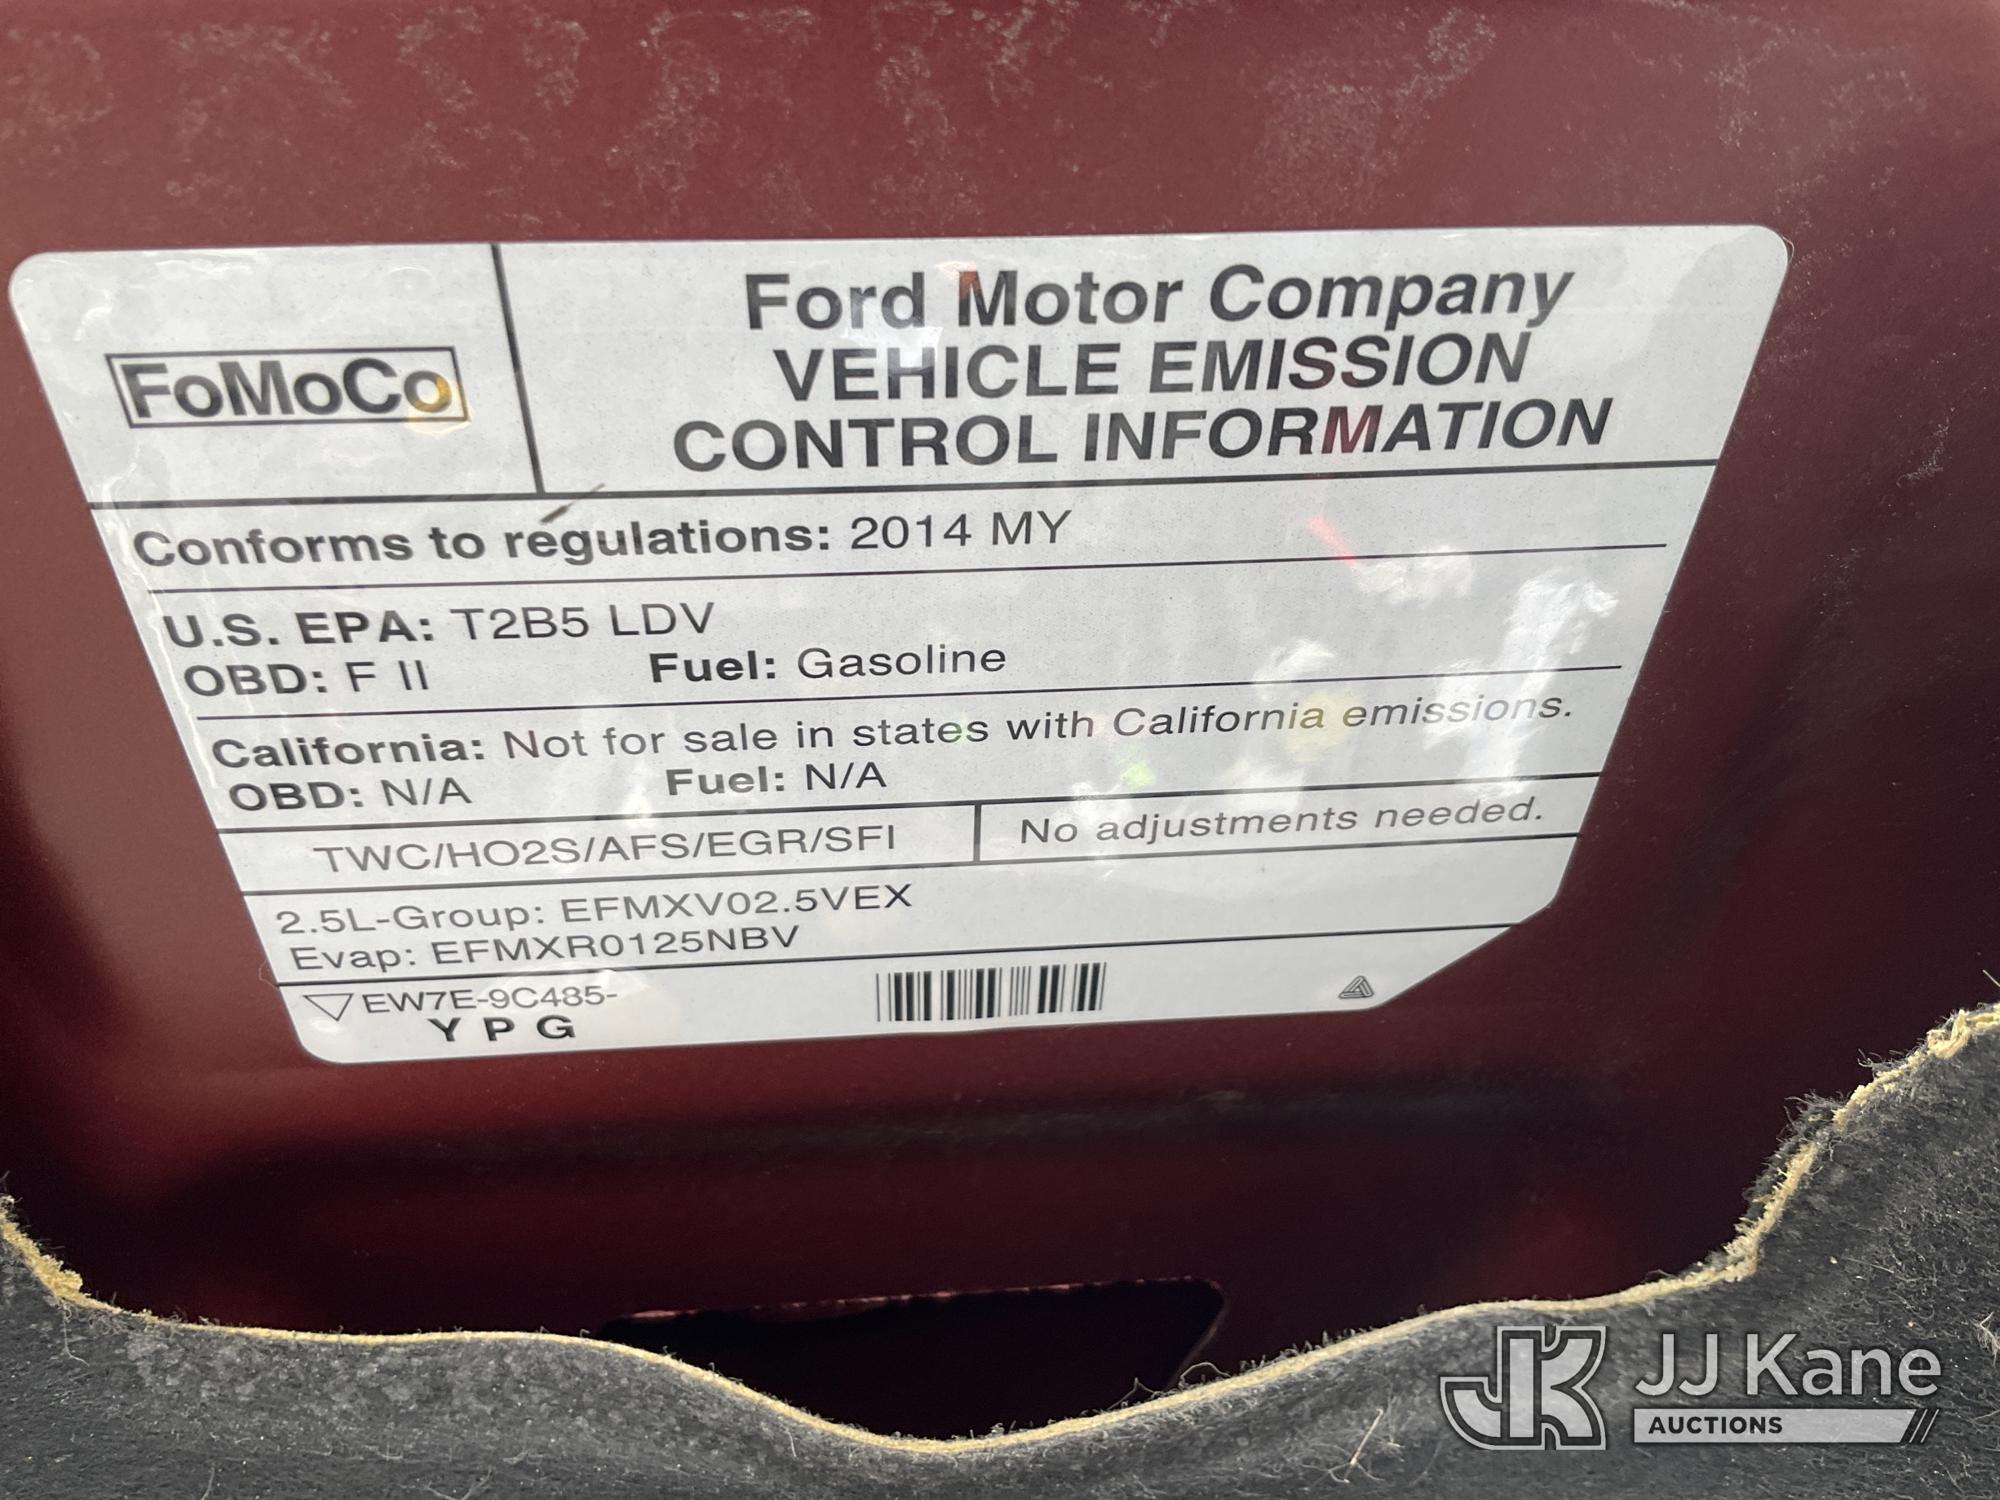 FoMoCo
Ford Motor Company
VEHICLE EMISSION
CONTROL INFORMATION
Conforms to regulations: 2014 MY
U.S. EPA: T2B5 LDV
OBD: F II Fuel: Gasoline
California: Not for sale in states with California emissions.
OBD: N/A Fuel: N/A
TWC/HO2S/AFS/EGR/SFI No adjustments needed.
2.5L-Group: EFMXV02.5VEX
Evap: EFMXR0125NBV
EW7E-9C485-
Y P G
JK JJ Kane
AUCTIONS